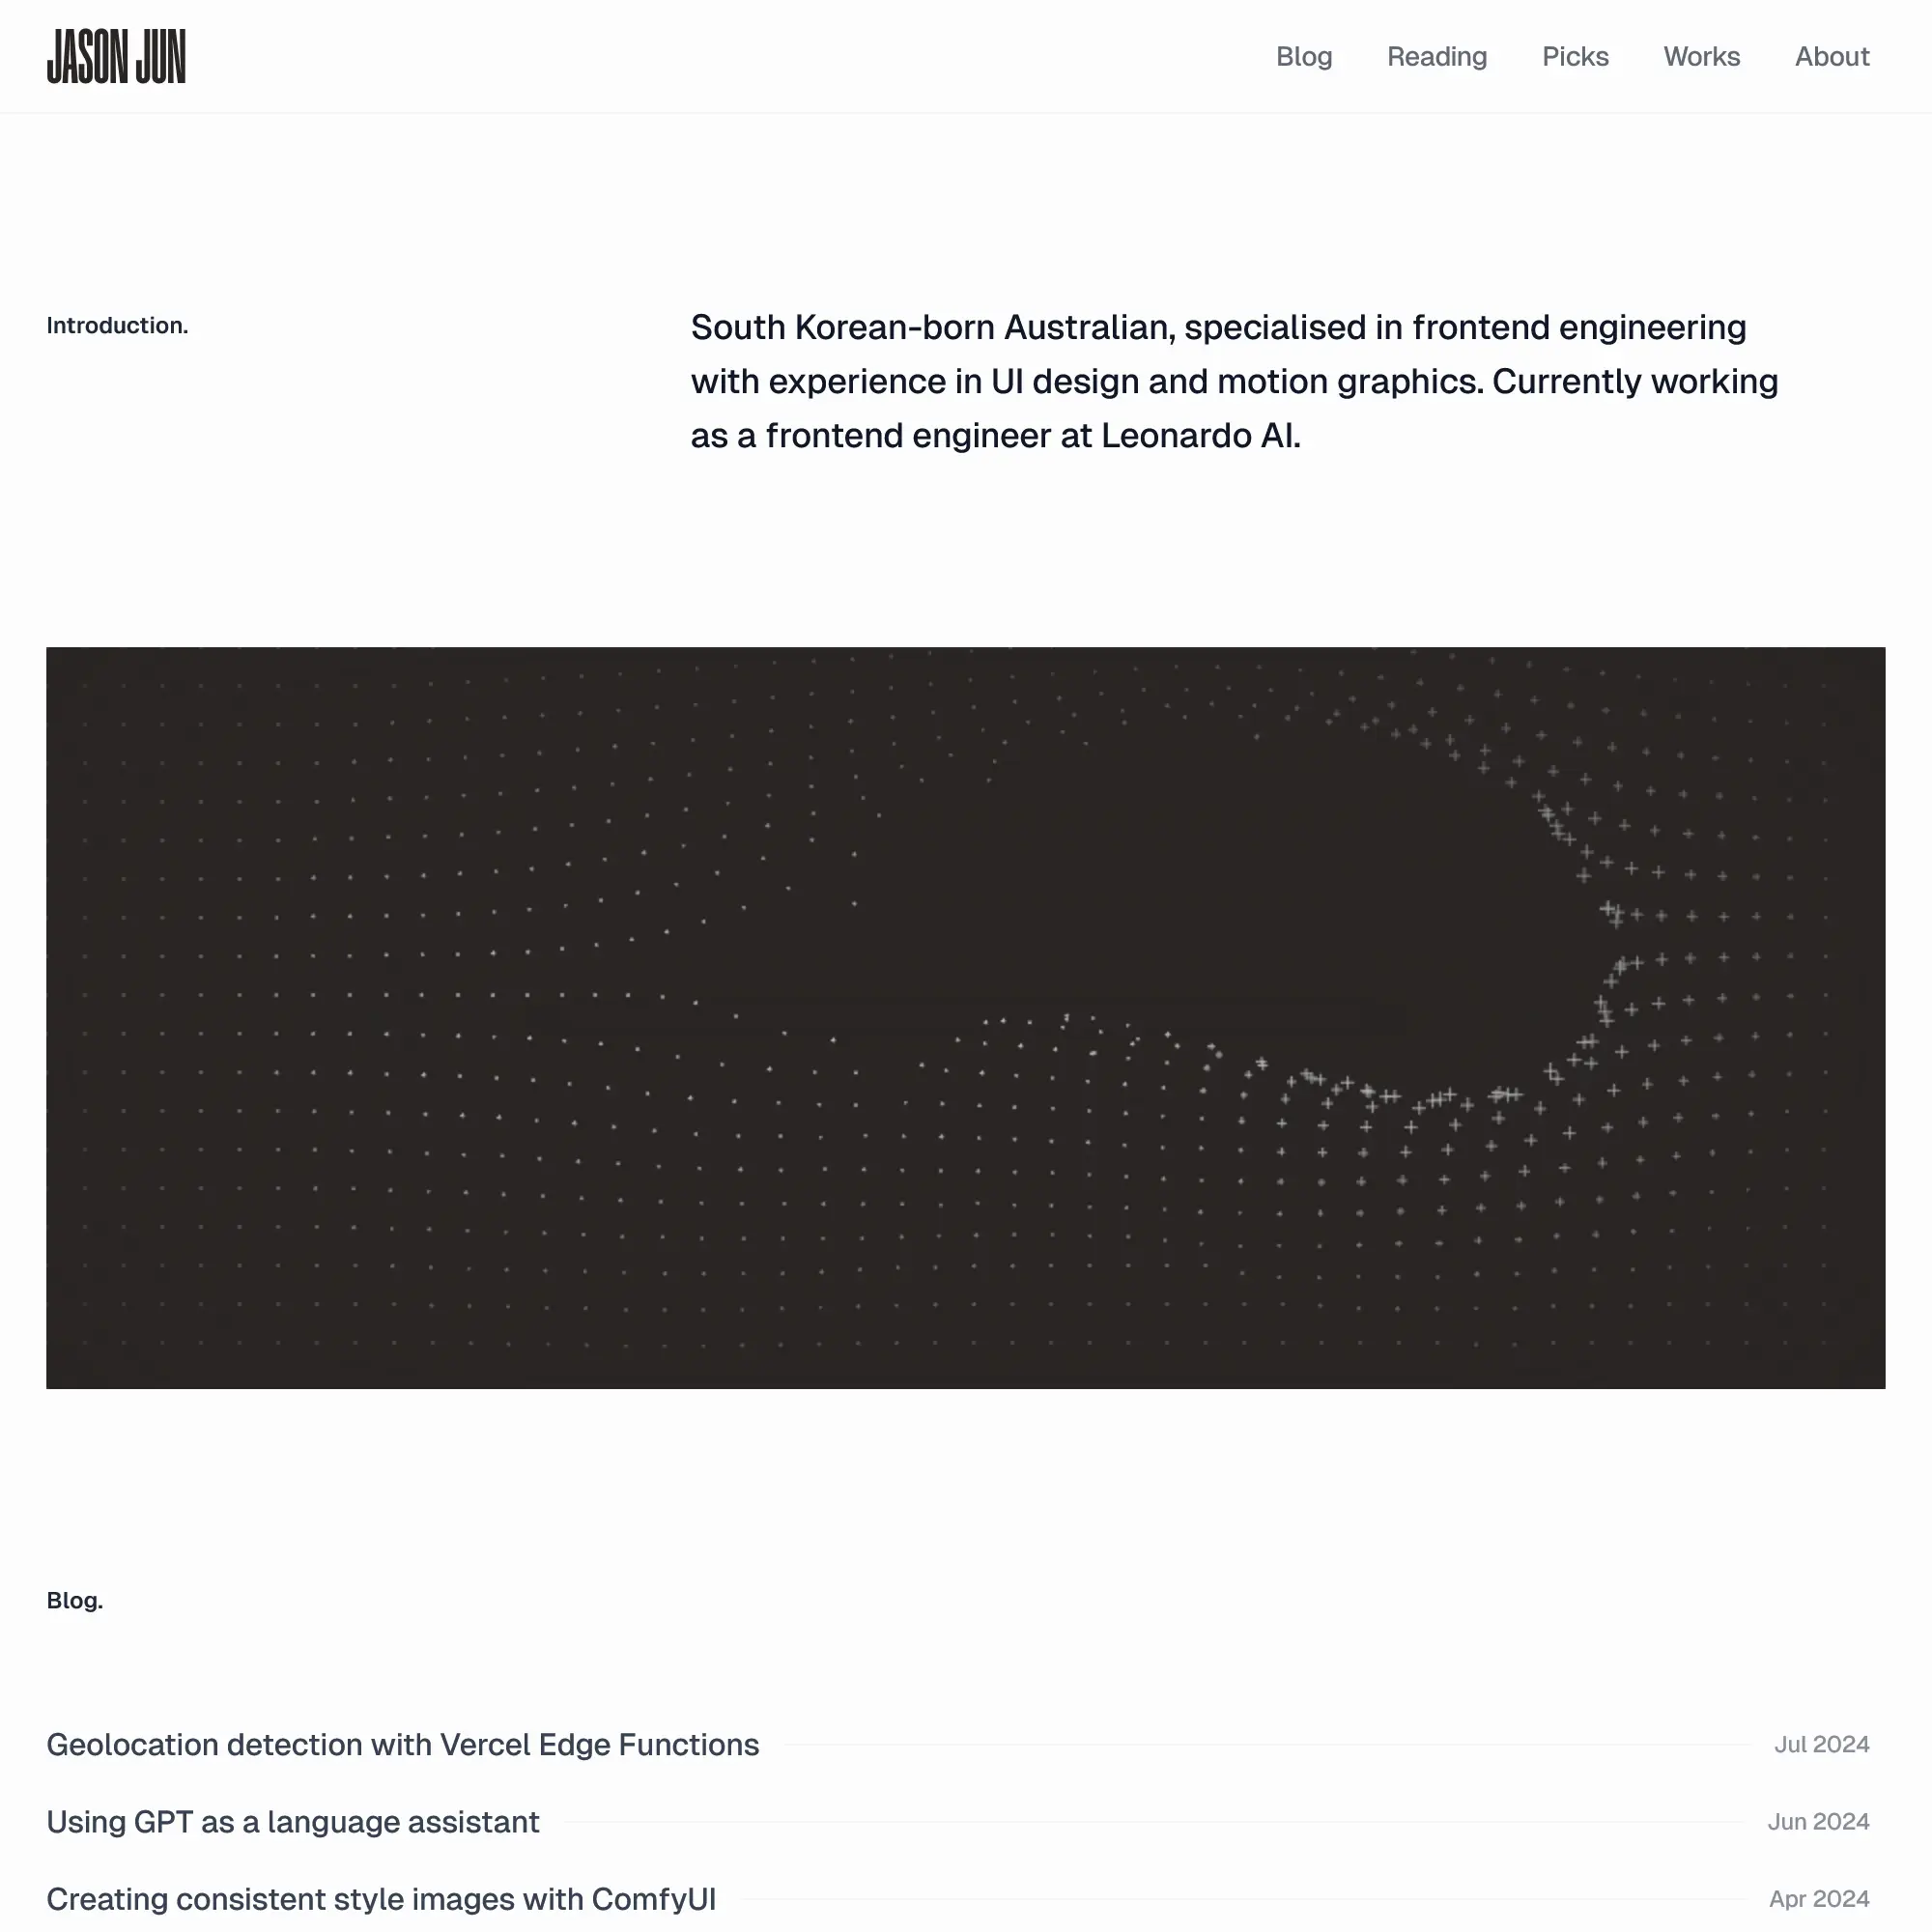 JASON JUN
Blog
Reading
Picks
Works
About
Introduction.
South Korean-born Australian, specialised in frontend engineering
with experience in UI design and motion graphics. Currently working
as a frontend engineer at Leonardo AI.
Blog.
Geolocation detection with Vercel Edge Functions
Jul 2024
Using GPT as a language assistant
Jun 2024
Creating consistent style images with ComfyUI
Apr 2024